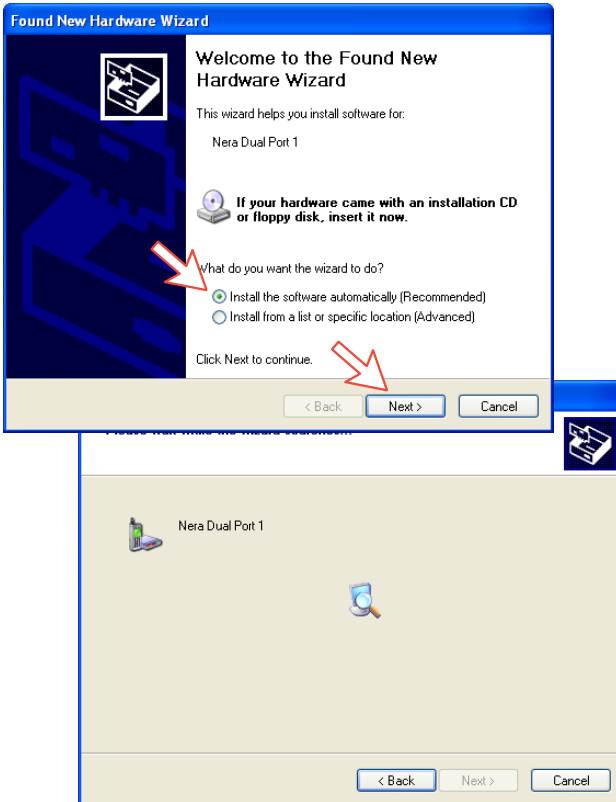 Found New Hardware Wizard
Welcome to the Found New
Hardware Wizard
This wizard helps you install software for:
Nera Dual Port 1
If your hardware came with an installation CD
or floppy disk, insert it now.
What do you want the wizard to do?
Install the software automatically (Recommended)
Install from a list or specific location (Advanced)
Click Next to continue.
< Back
Next >
Cancel
Nera Dual Port 1
< Back
Next >
Cancel